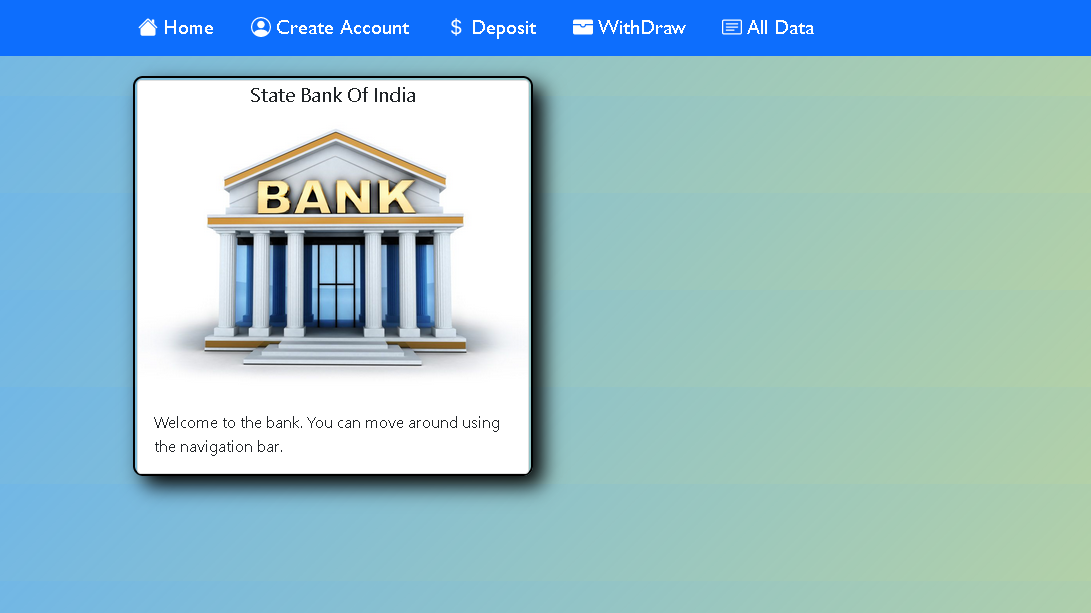 Home Create Account $ Deposit WithDraw All Data
State Bank Of India
BANK
Welcome to the bank. You can move around using
the navigation bar.